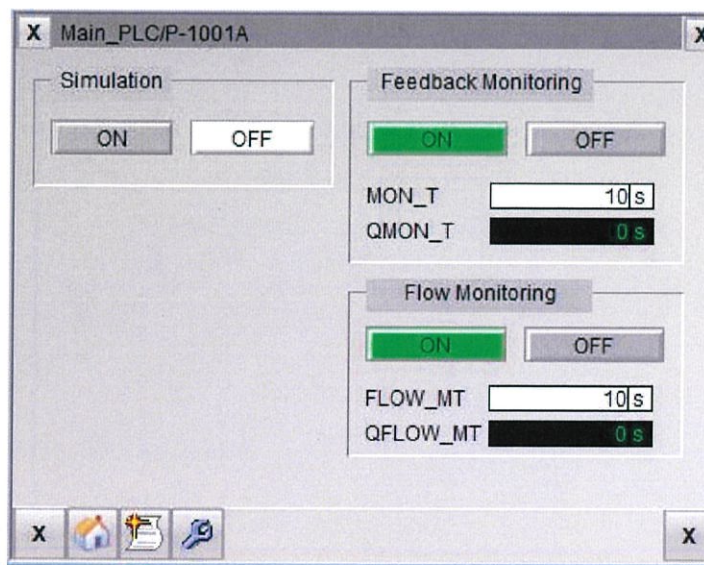 X Main_PLC/P-1001A X
Simulation
ON OFF
Feedback Monitoring
ON OFF
MON_T 10 s
QMON_T 0 s
Flow Monitoring
ON OFF
FLOW_MT 10 s
QFLOW_MT 0 s
X X